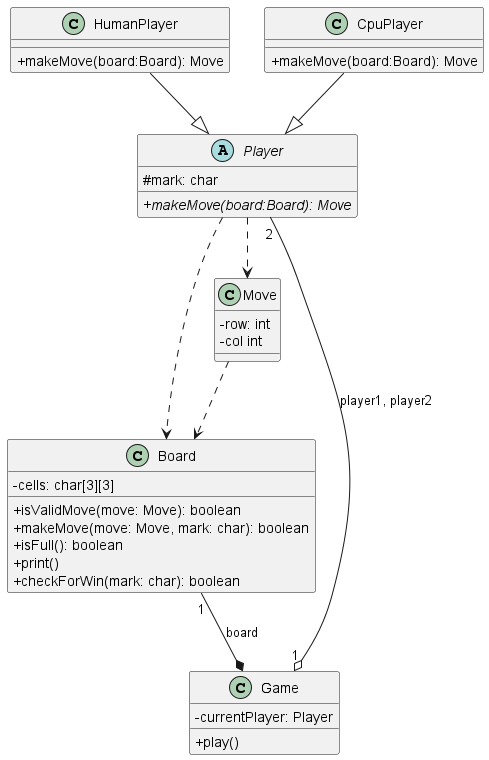 C HumanPlayer
+makeMove(board:Board): Move
C CpuPlayer
+makeMove(board:Board): Move
A Player
#mark: char
+makeMove(board:Board): Move
2
C Move
-row: int
-col int
player1, player2
C Board
-cells: char[3][3]
+isValidMove(move: Move): boolean
+makeMove(move: Move, mark: char): boolean
+isFull(): boolean
+print()
+checkForWin(mark: char): boolean
1
board
1
C Game
-currentPlayer: Player
+play()